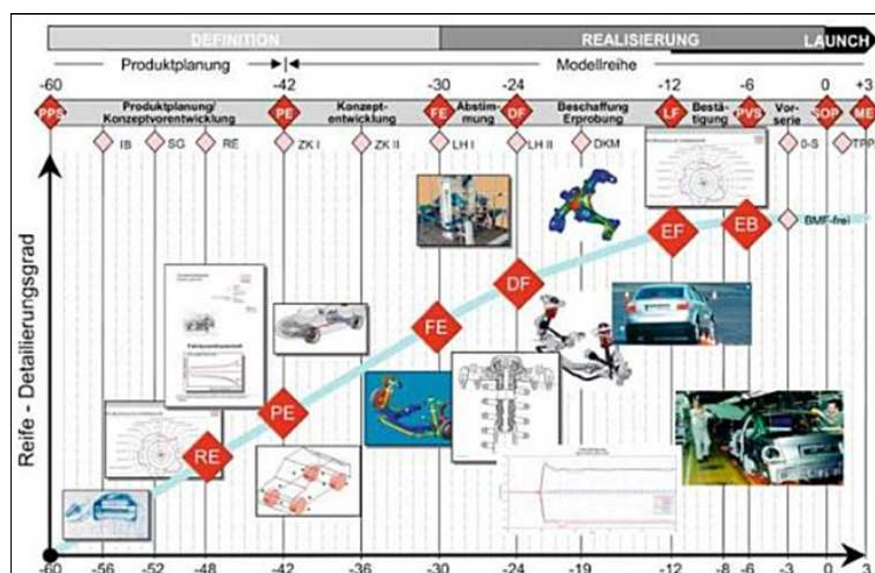 DEFINITION REALISIERUNG LAUNCH
Produktplanung Modellreihe
-60 -42 -30 -24 -12 -6 0 +3
PPS Produktplanung/ Konzeptvorentwicklung PE Konzept- entwicklung FE Abstim- mung DF Beschaffung Erprobung LF Bestä- tigung PVS Vor- serie SOP ME
IB SG RE ZK I ZK II LH I LH II DKM 0-S TPP
EF EB BMF-frei
DF
FE
PE
RE
Reife - Detailierungsgrad
-60 -56 -52 -48 -42 -36 -30 -24 -19 -12 -8 -6 -3 0 3